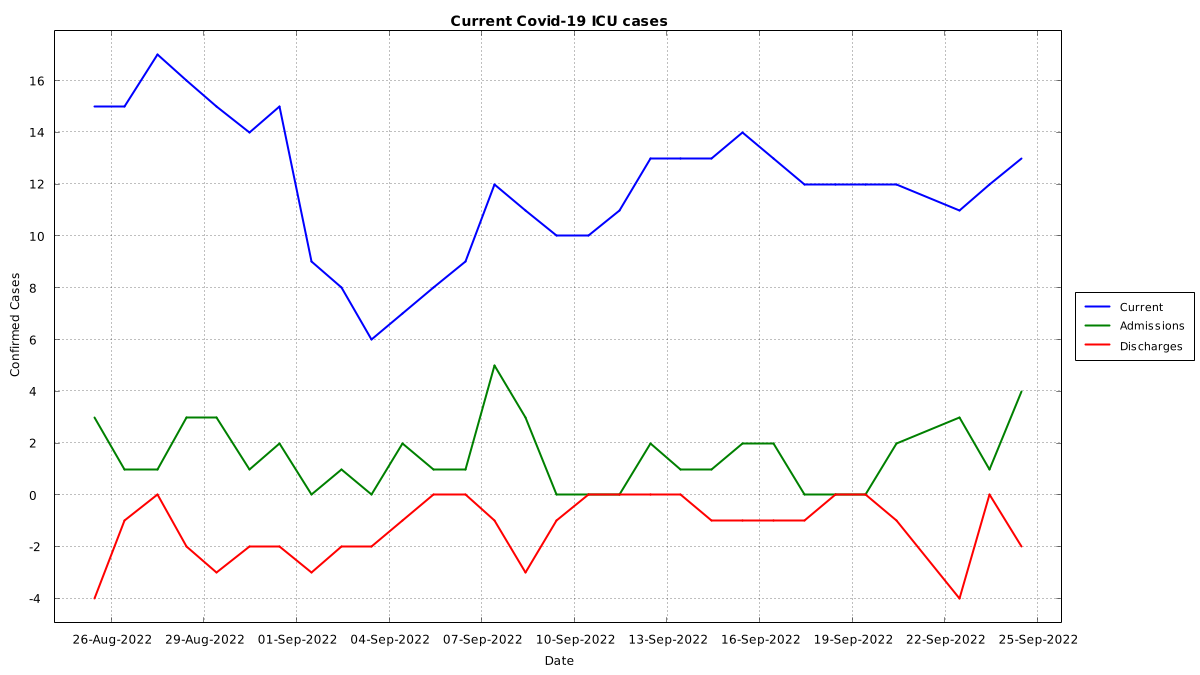 Current Covid-19 ICU cases
16
14
12
10
8
6
4
2
0
-2
-4
Confirmed Cases
26-Aug-2022 29-Aug-2022 01-Sep-2022 04-Sep-2022 07-Sep-2022 10-Sep-2022 13-Sep-2022 16-Sep-2022 19-Sep-2022 22-Sep-2022 25-Sep-2022
Date
Current
Admissions
Discharges